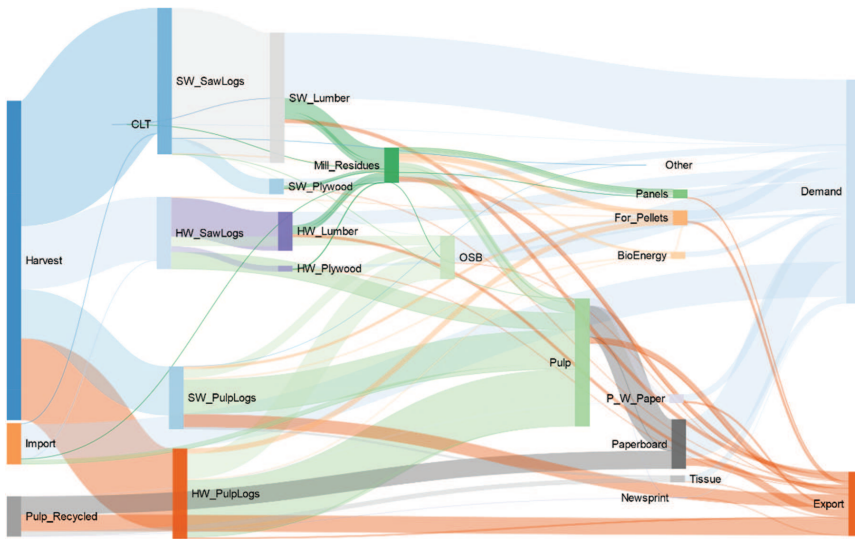 SW_SawLogs
SW_Lumber
CLT
Mill_Residues
Other
SW_Plywood
Panels
Demand
HW_SawLogs
HW_Lumber
For_Pellets
Harvest
HW_Plywood
OSB
BioEnergy
Pulp
SW_PulpLogs
P_W_Paper
Import
Paperboard
HW_PulpLogs
Tissue
Newsprint
Export
Pulp_Recycled